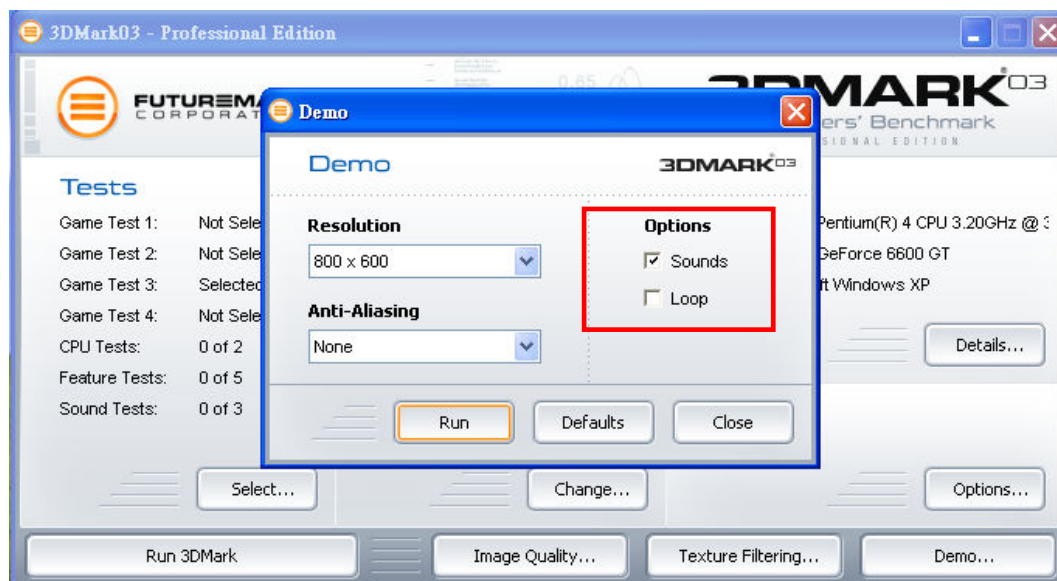 3DMark03 - Professional Edition
FUTUREMA
CORPORAT
0.65
3DMARK03
ers' Benchmark
SIONAL EDITION
Demo
Demo
3DMARK03
Resolution
800 x 600
Anti-Aliasing
None
Options
Sounds
Loop
Run
Defaults
Close
Tests
Game Test 1: Not Sele
Game Test 2: Not Sele
Game Test 3: Selected
Game Test 4: Not Sele
CPU Tests: 0 of 2
Feature Tests: 0 of 5
Sound Tests: 0 of 3
Pentium(R) 4 CPU 3.20GHz @ 3
GeForce 6600 GT
ft Windows XP
Details...
Select...
Change...
Options...
Run 3DMark
Image Quality...
Texture Filtering...
Demo...